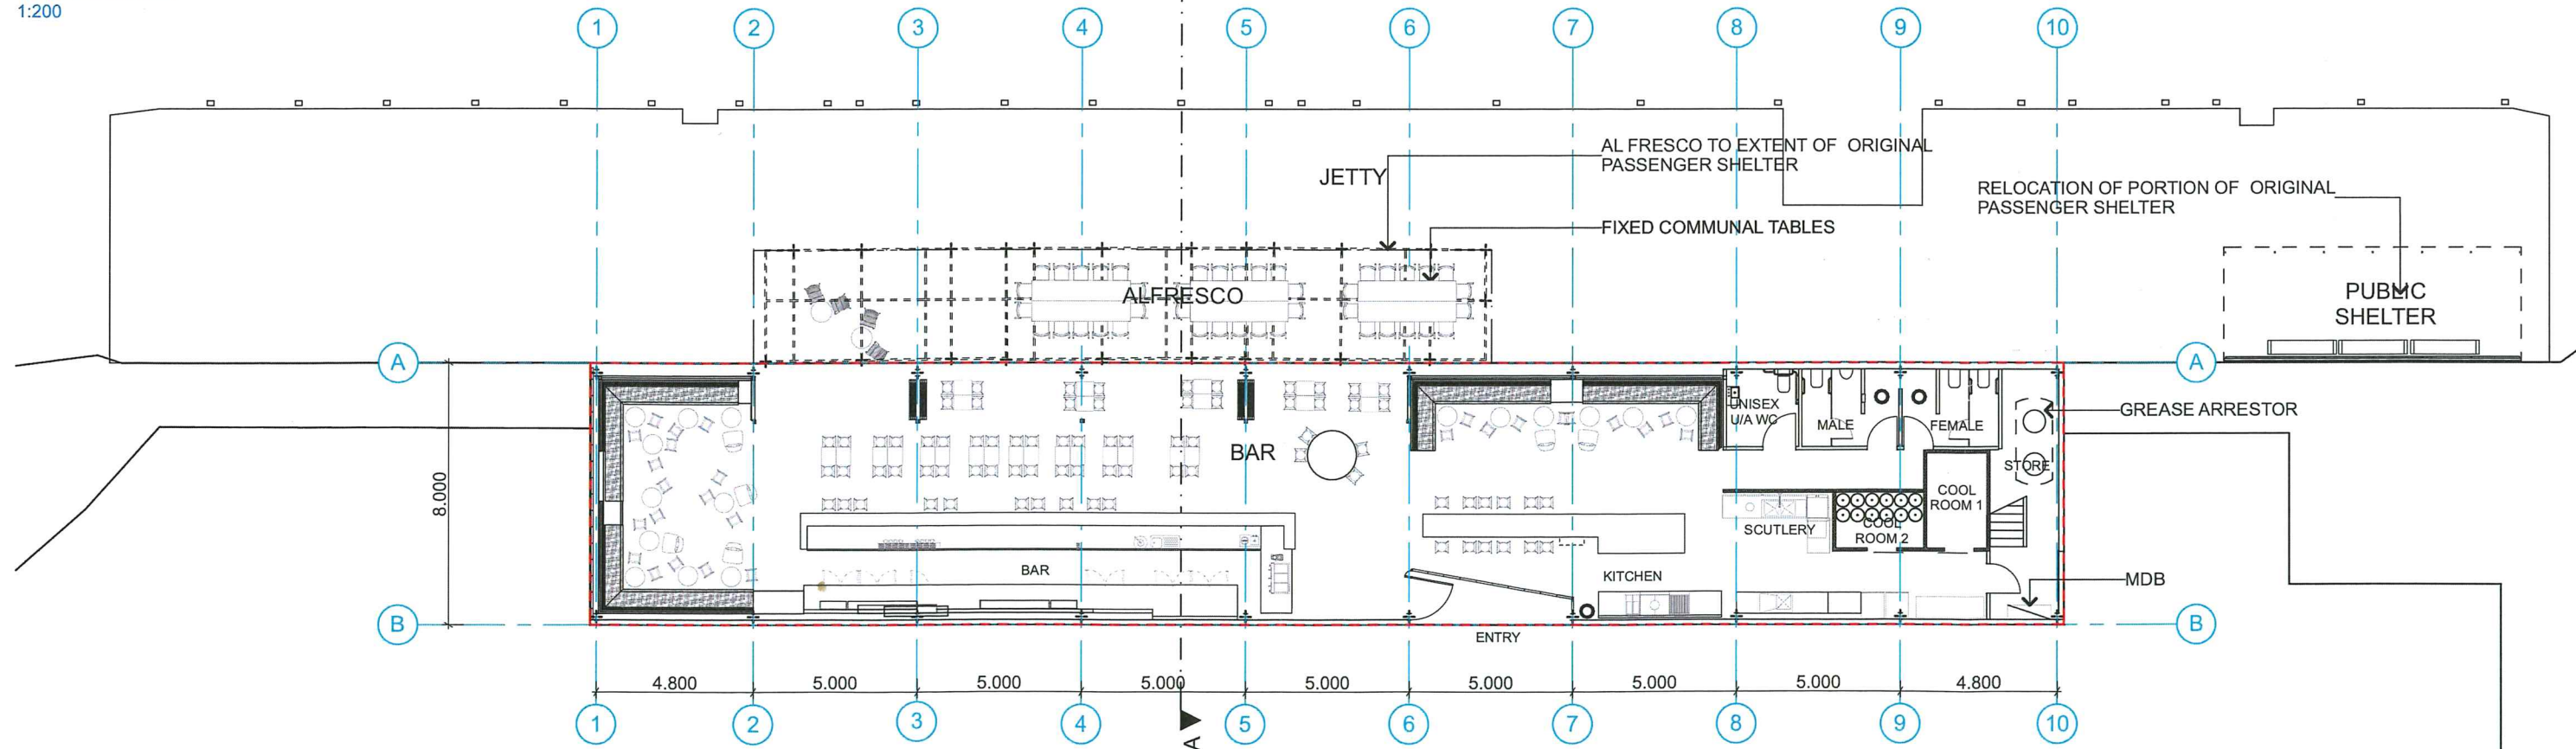 1:200
1 2 3 4 5 6 7 8 9 10
AL FRESCO TO EXTENT OF ORIGINAL
PASSENGER SHELTER
JETTY
RELOCATION OF PORTION OF ORIGINAL
PASSENGER SHELTER
FIXED COMMUNAL TABLES
ALFRESCO
PUBLIC
SHELTER
A
A
GREASE ARRESTOR
UNISEX
U/A WC
MALE
FEMALE
BAR
STORE
8.000
COOL
ROOM 1
SCUTLERY
COOL
ROOM 2
BAR
KITCHEN
MDB
B
B
ENTRY
4.800 5.000 5.000 5.000 5.000 5.000 5.000 5.000 4.800
1 2 3 4 5 6 7 8 9 10
A